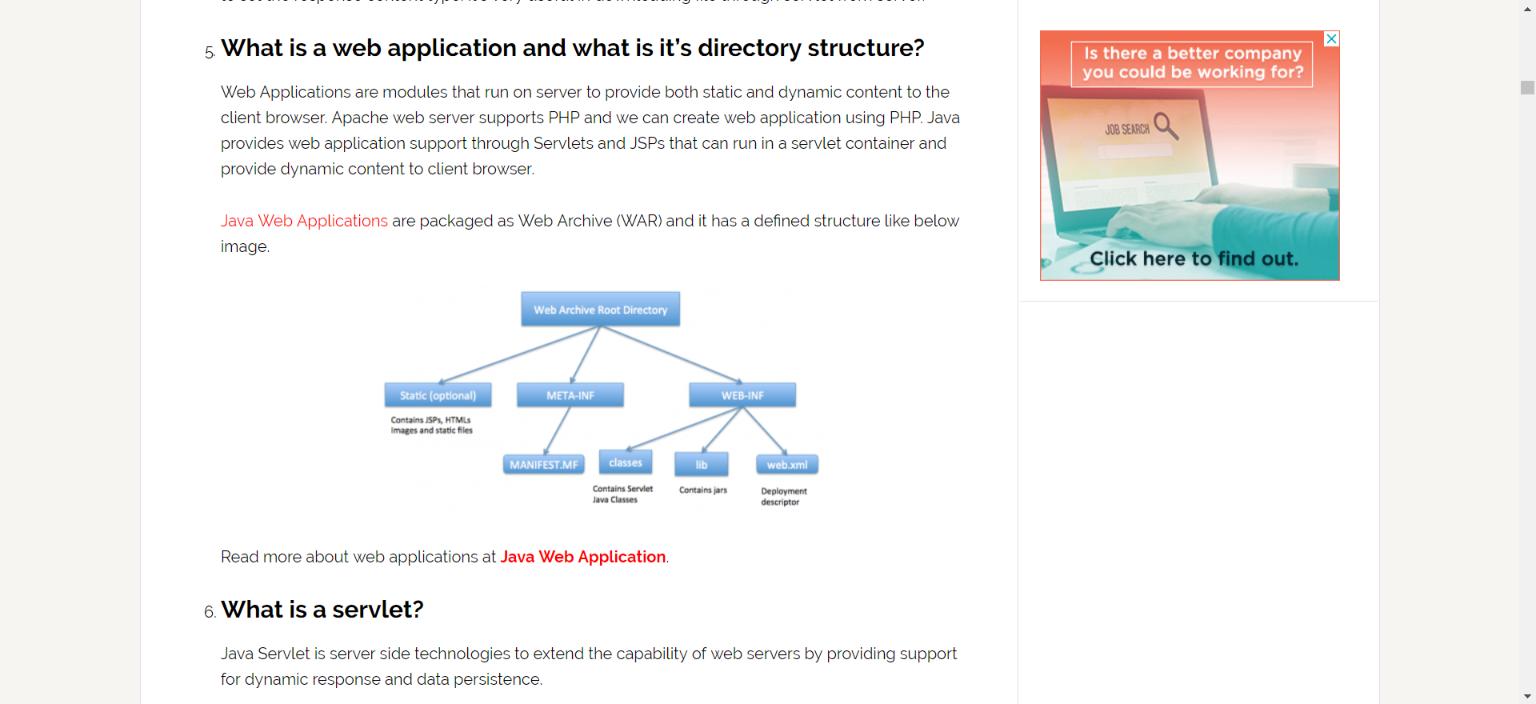 5. What is a web application and what is it’s directory structure?
Web Applications are modules that run on server to provide both static and dynamic content to the
client browser. Apache web server supports PHP and we can create web application using PHP. Java
provides web application support through Servlets and JSPs that can run in a servlet container and
provide dynamic content to client browser.
Java Web Applications are packaged as Web Archive (WAR) and it has a defined structure like below
image.
Web Archive Root Directory
Static (optional)
META-INF
WEB-INF
Contains JSPs, HTMLs
Images and static files
MANIFEST.MF
classes
lib
web.xml
Contains Servlet
Java Classes
Contains jars
Deployment
descriptor
Read more about web applications at Java Web Application.
6. What is a servlet?
Java Servlet is server side technologies to extend the capability of web servers by providing support
for dynamic response and data persistence.
Is there a better company
you could be working for?
JOB SEARCH
Click here to find out.